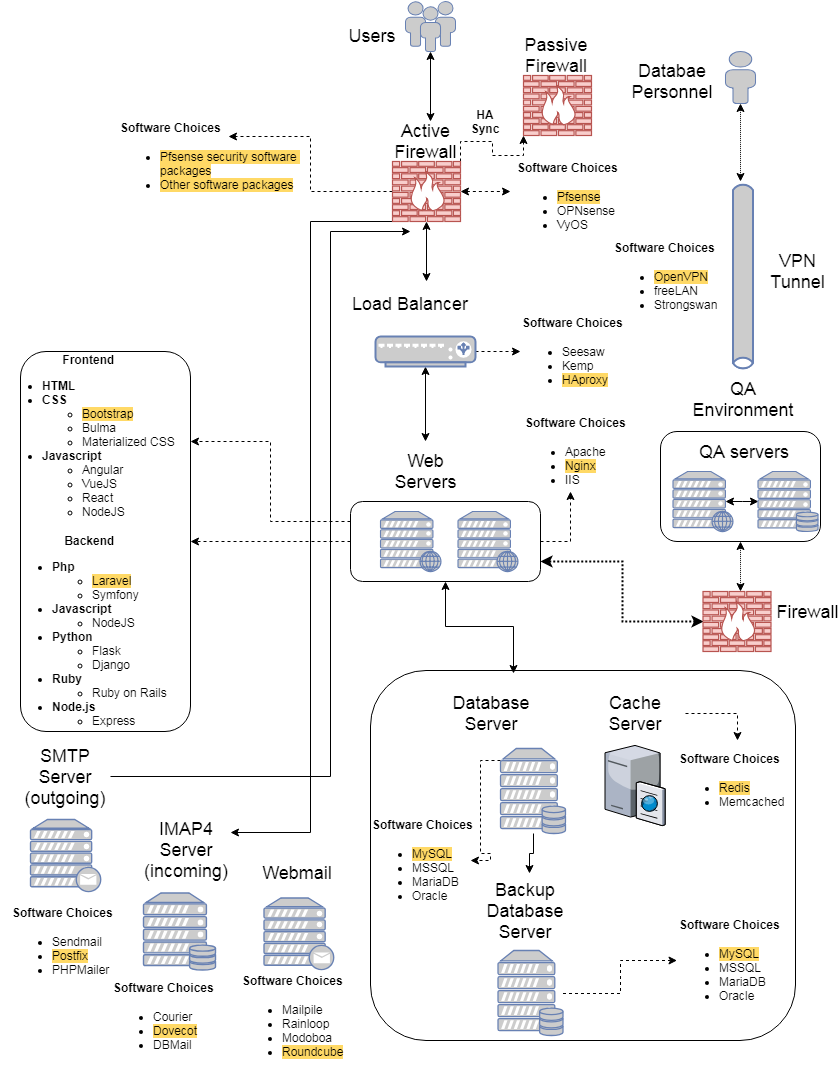 Users
Passive
Firewall
Databae
Personnel
HA
Sync
Active
Firewall
Software Choices
Pfsense security software
packages
Other software packages
Software Choices
Pfsense
OPNsense
VyOS
Software Choices
OpenVPN
freeLAN
Strongswan
VPN
Tunnel
Load Balancer
Software Choices
Seesaw
Kemp
HAproxy
QA
Environment
Frontend
HTML
CSS
Bootstrap
Bulma
Materialized CSS
Javascript
Angular
VueJS
React
NodeJS
Backend
Php
Laravel
Symfony
Javascript
NodeJS
Python
Flask
Django
Ruby
Ruby on Rails
Node.js
Express
Web
Servers
Software Choices
Apache
Nginx
IIS
QA servers
Firewall
Database
Server
Cache
Server
Software Choices
Redis
Memcached
Software Choices
MySQL
MSSQL
MariaDB
Oracle
Backup
Database
Server
Software Choices
MySQL
MSSQL
MariaDB
Oracle
SMTP
Server
(outgoing)
Software Choices
Sendmail
Postfix
PHPMailer
IMAP4
Server
(incoming)
Software Choices
Courier
Dovecot
DBMail
Webmail
Software Choices
Mailpile
Rainloop
Modoboa
Roundcube